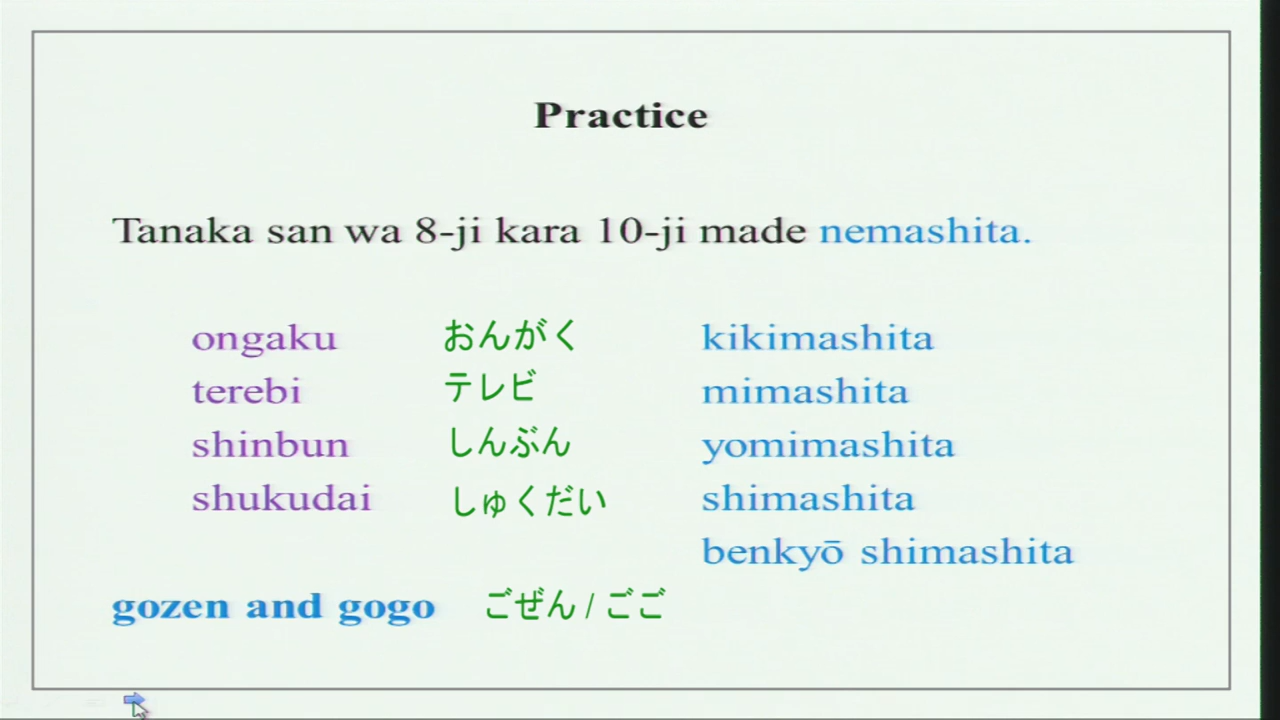 Practice
Tanaka san wa 8-ji kara 10-ji made nemashita.
ongaku おんがく kikimashita
terebi テレビ mimashita
shinbun しんぶん yomimashita
shukudai しゅくだい shimashita
benkyō shimashita
gozen and gogo ごぜん / ごご